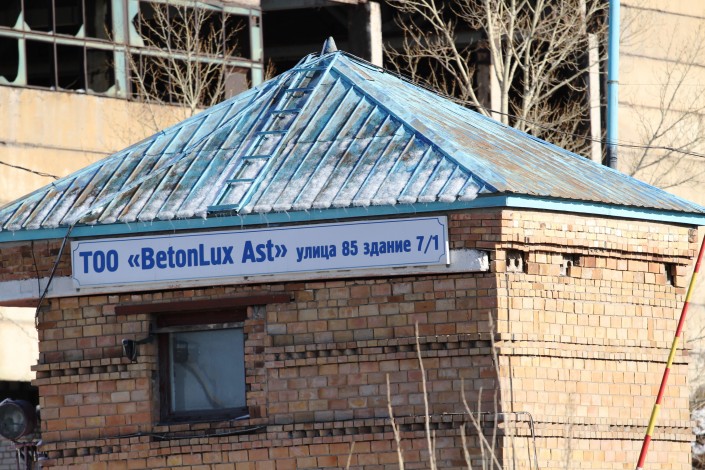 ТОО «BetonLux Ast» улица 85 здание 7/1